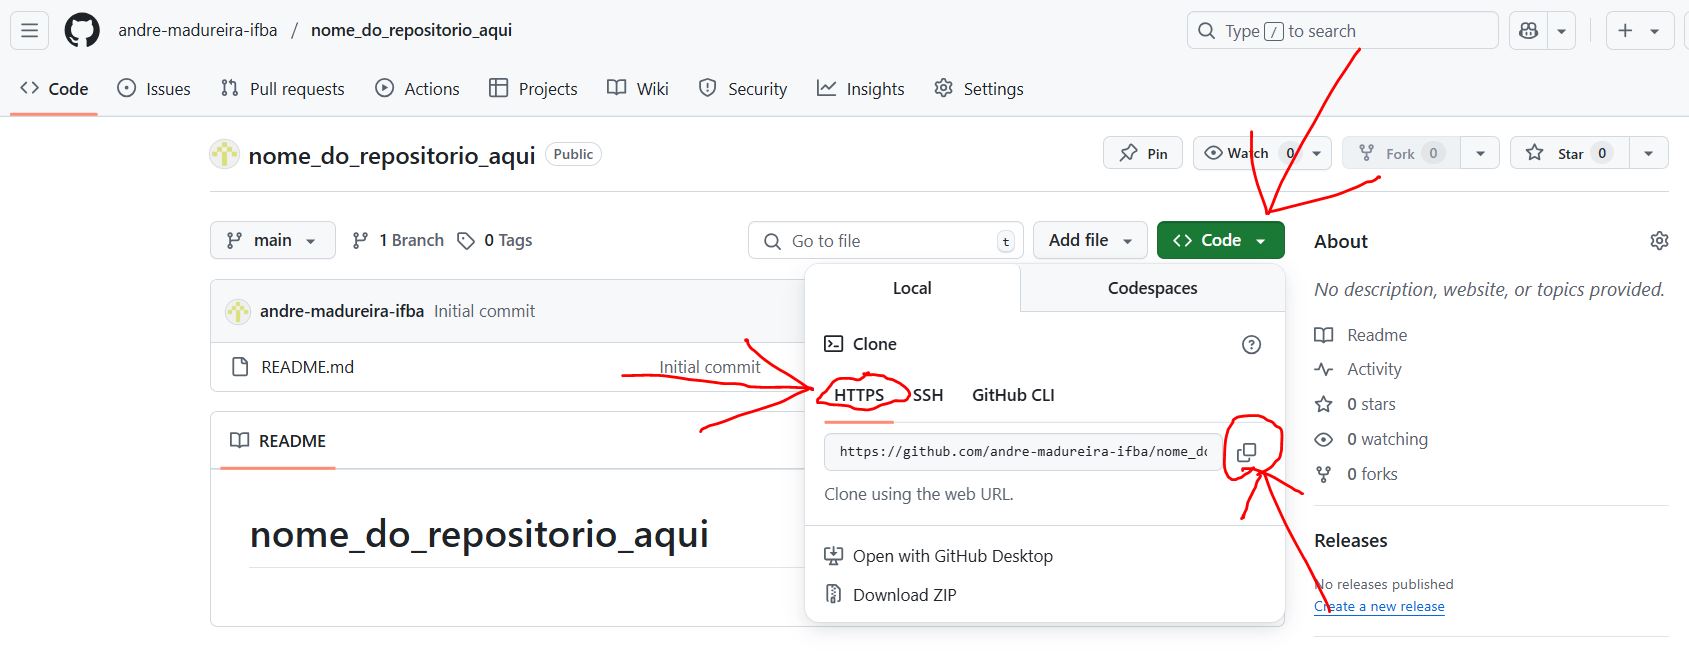 andre-madureira-ifba / nome_do_repositorio_aqui
Type / to search
Code Issues Pull requests Actions Projects Wiki Security Insights Settings
nome_do_repositorio_aqui Public
Pin Watch 0 Fork 0 Star 0
main 1 Branch 0 Tags
Go to file t
Add file Code
Local Codespaces
Clone
HTTPS SSH GitHub CLI
https://github.com/andre-madureira-ifba/nome_do
Clone using the web URL.
Open with GitHub Desktop
Download ZIP
andre-madureira-ifba Initial commit
README.md Initial commit
README
nome_do_repositorio_aqui
About
No description, website, or topics provided.
Readme
Activity
0 stars
0 watching
0 forks
Releases
No releases published
Create a new release